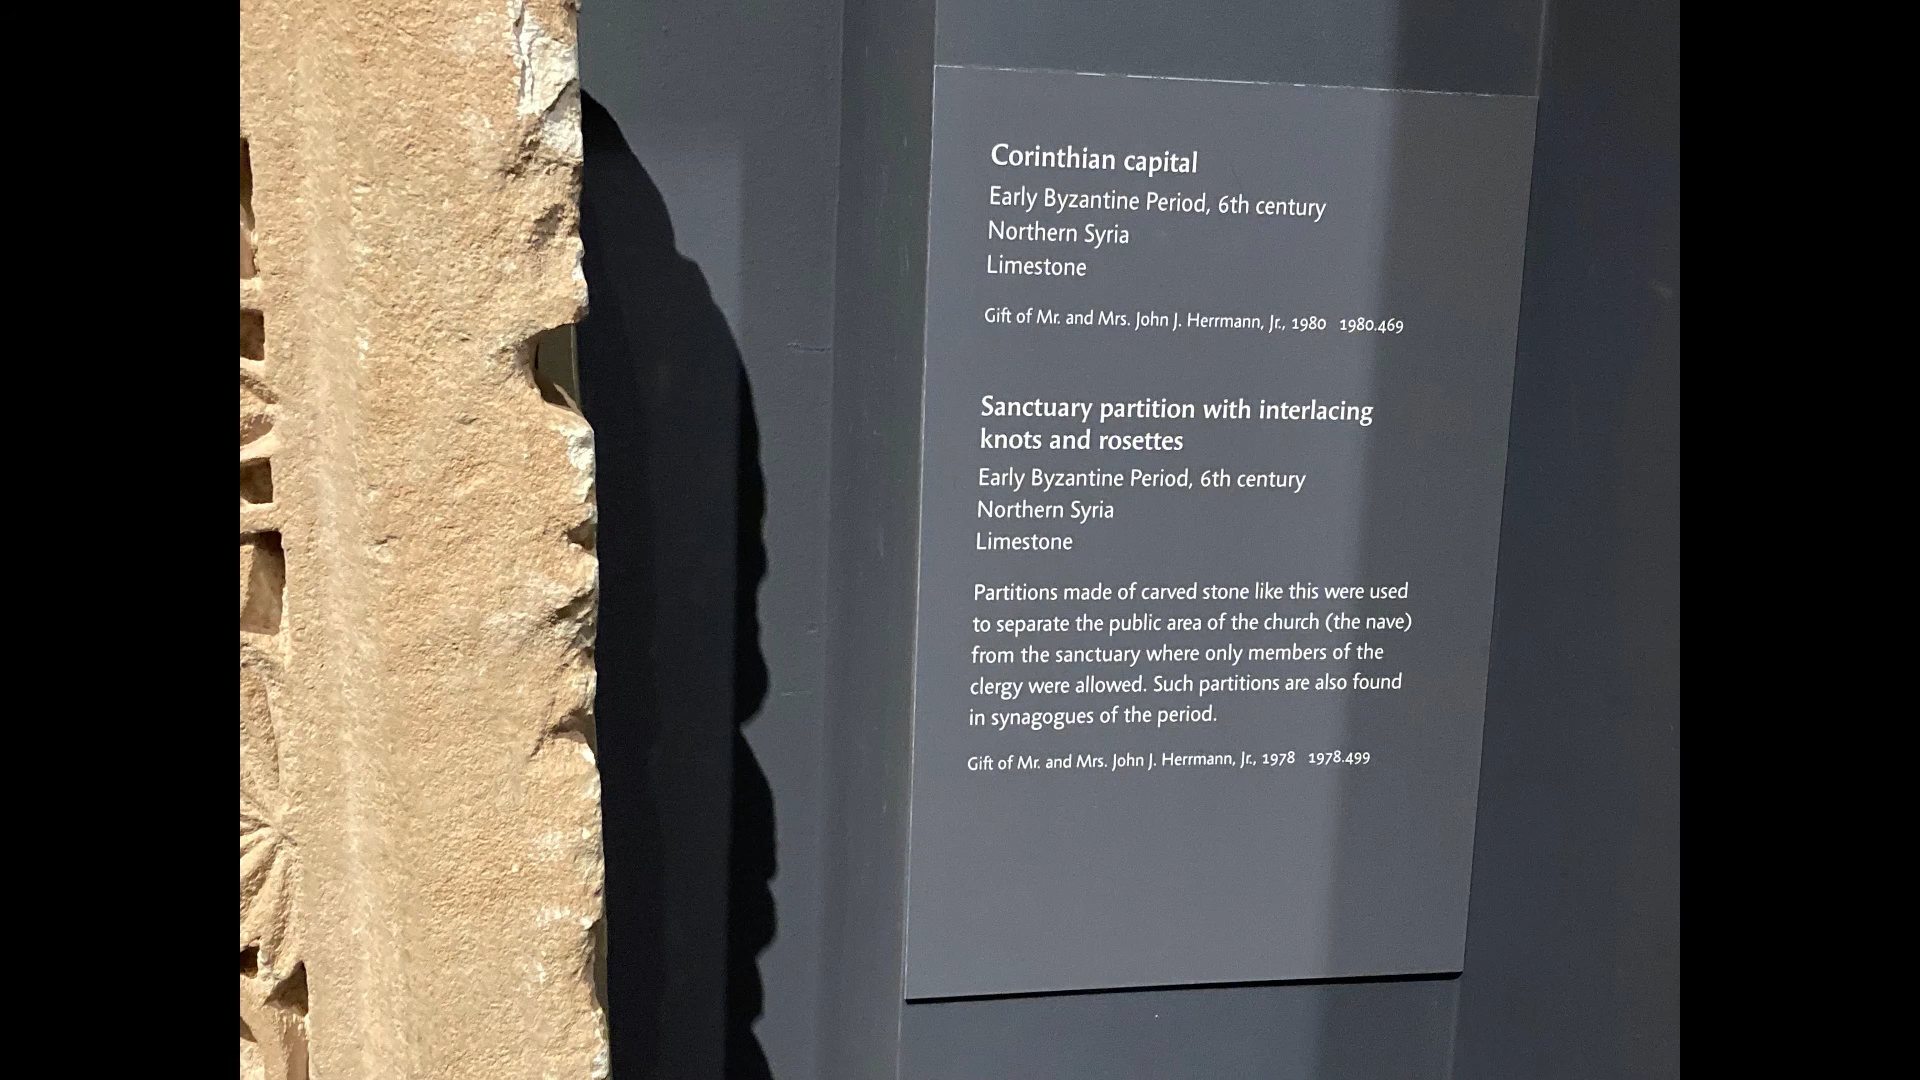 Corinthian capital
Early Byzantine Period, 6th century
Northern Syria
Limestone
Gift of Mr. and Mrs. John J. Herrmann, Jr., 1980   1980.469
Sanctuary partition with interlacing
knots and rosettes
Early Byzantine Period, 6th century
Northern Syria
Limestone
Partitions made of carved stone like this were used
to separate the public area of the church (the nave)
from the sanctuary where only members of the
clergy were allowed. Such partitions are also found
in synagogues of the period.
Gift of Mr. and Mrs. John J. Herrmann, Jr., 1978   1978.499